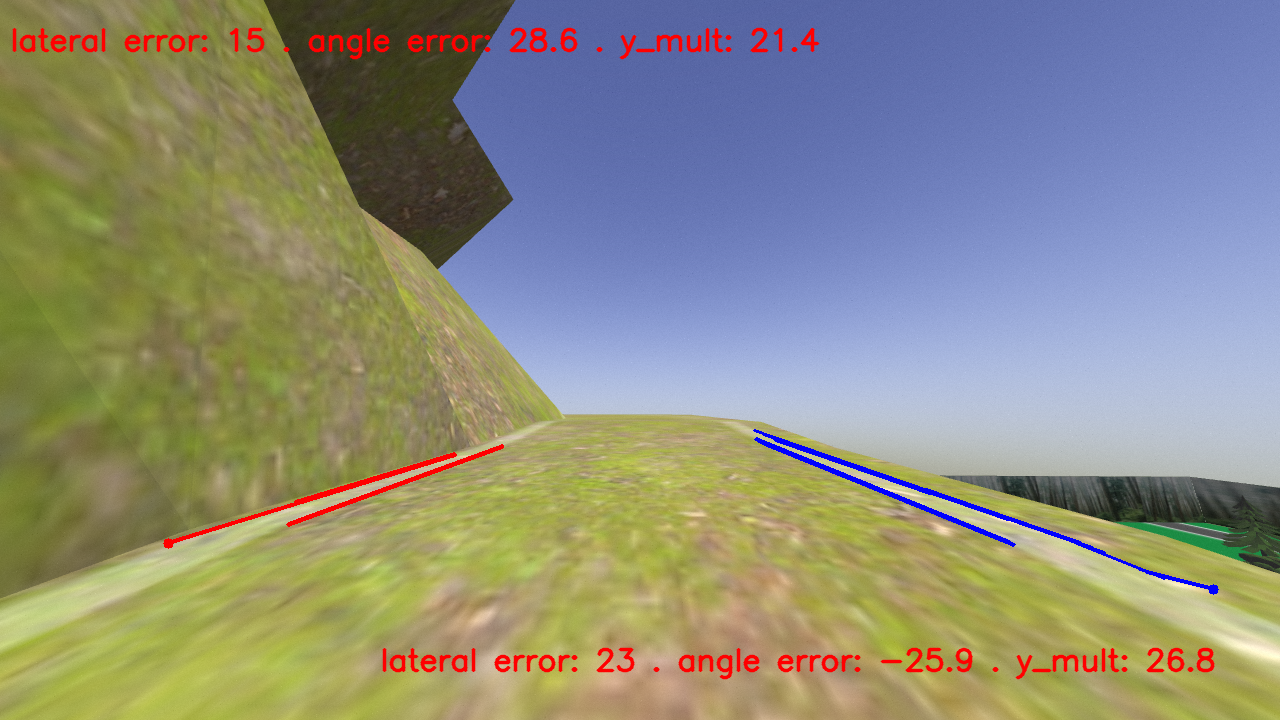 lateral error: 15 . angle error: 28.6 . y_mult: 21.4
lateral error: 23 . angle error: -25.9 . y_mult: 26.8